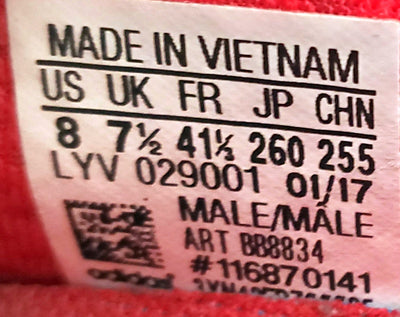 MADE IN VIETNAM
US UK FR JP CHN
8 7½ 41⅓ 260 255
LYV 029001 01/17
MALE/MÂLE
ART BB8834
#116870141
adidas